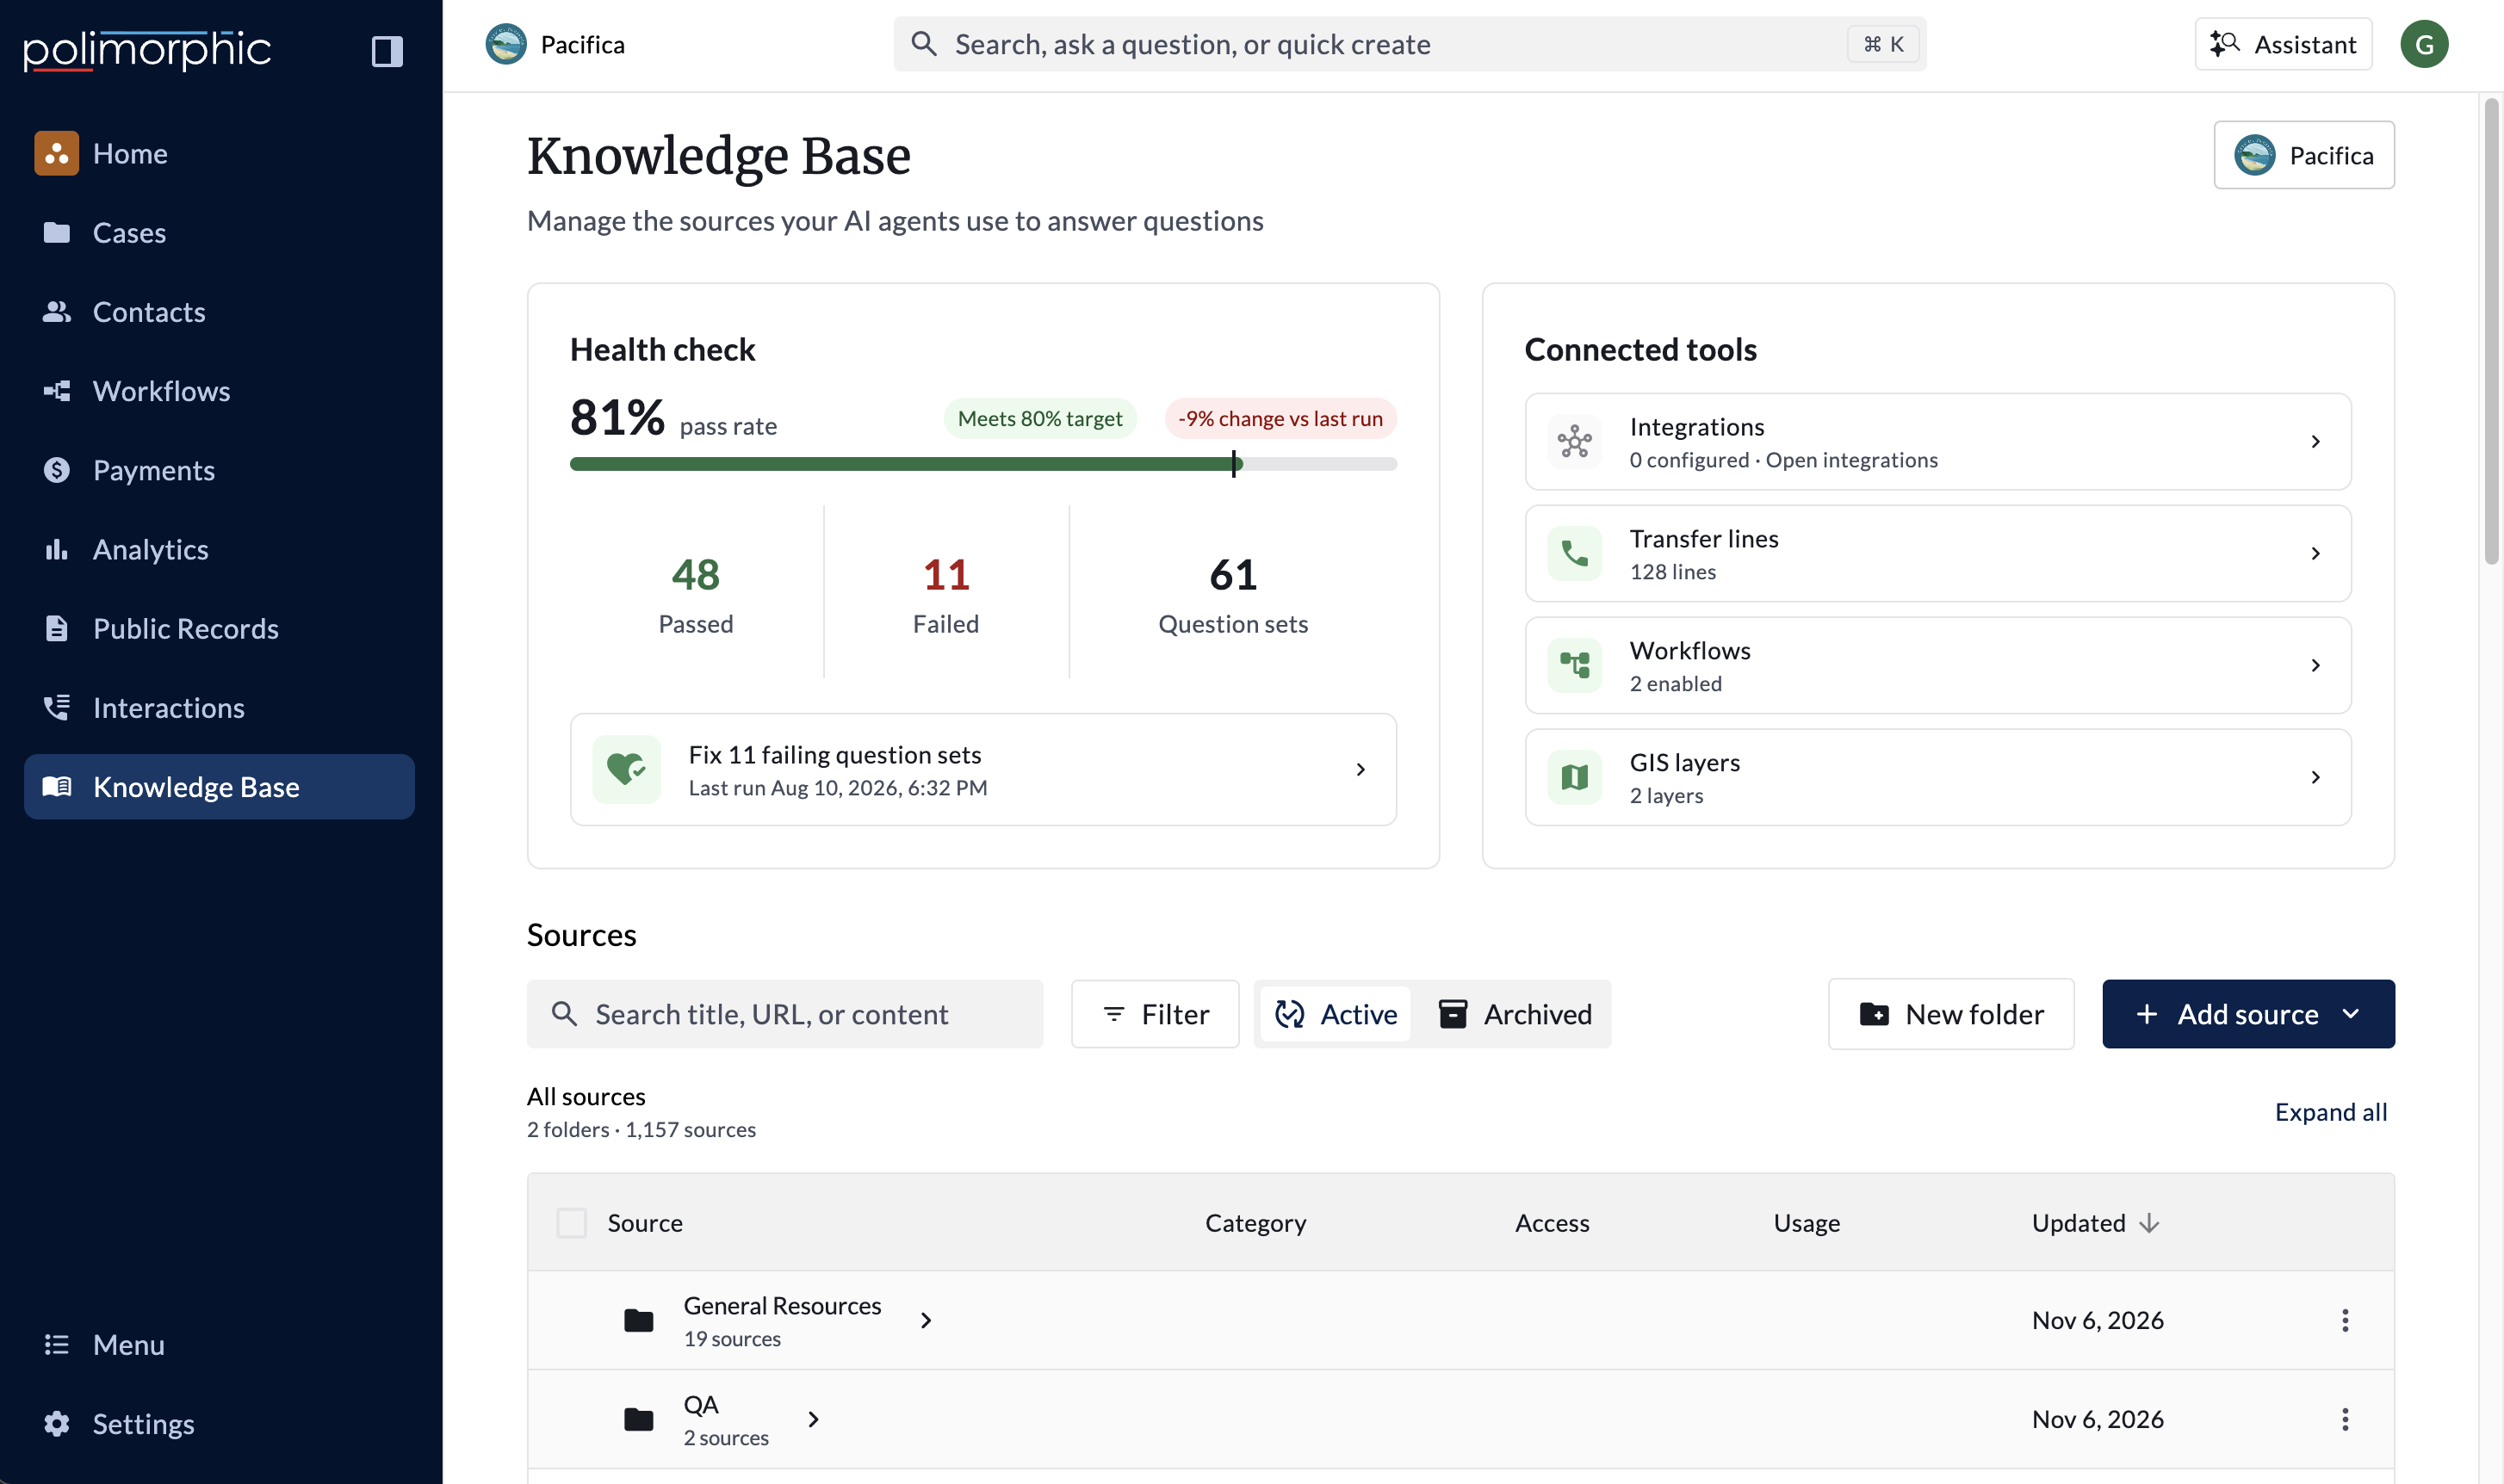 polimorphic
Home
Cases
Contacts
Workflows
Payments
Analytics
Public Records
Interactions
Knowledge Base
Menu
Settings
Pacifica
Search, ask a question, or quick create
⌘ K
Assistant
G
Knowledge Base
Manage the sources your AI agents use to answer questions
Pacifica
Health check
81% pass rate
Meets 80% target
-9% change vs last run
48
Passed
11
Failed
61
Question sets
Fix 11 failing question sets
Last run Aug 10, 2026, 6:32 PM
Connected tools
Integrations
0 configured · Open integrations
Transfer lines
128 lines
Workflows
2 enabled
GIS layers
2 layers
Sources
Search title, URL, or content
Filter
Active
Archived
New folder
Add source
All sources
2 folders · 1,157 sources
Expand all
Source Category Access Usage Updated
General Resources
19 sources
Nov 6, 2026
QA
2 sources
Nov 6, 2026